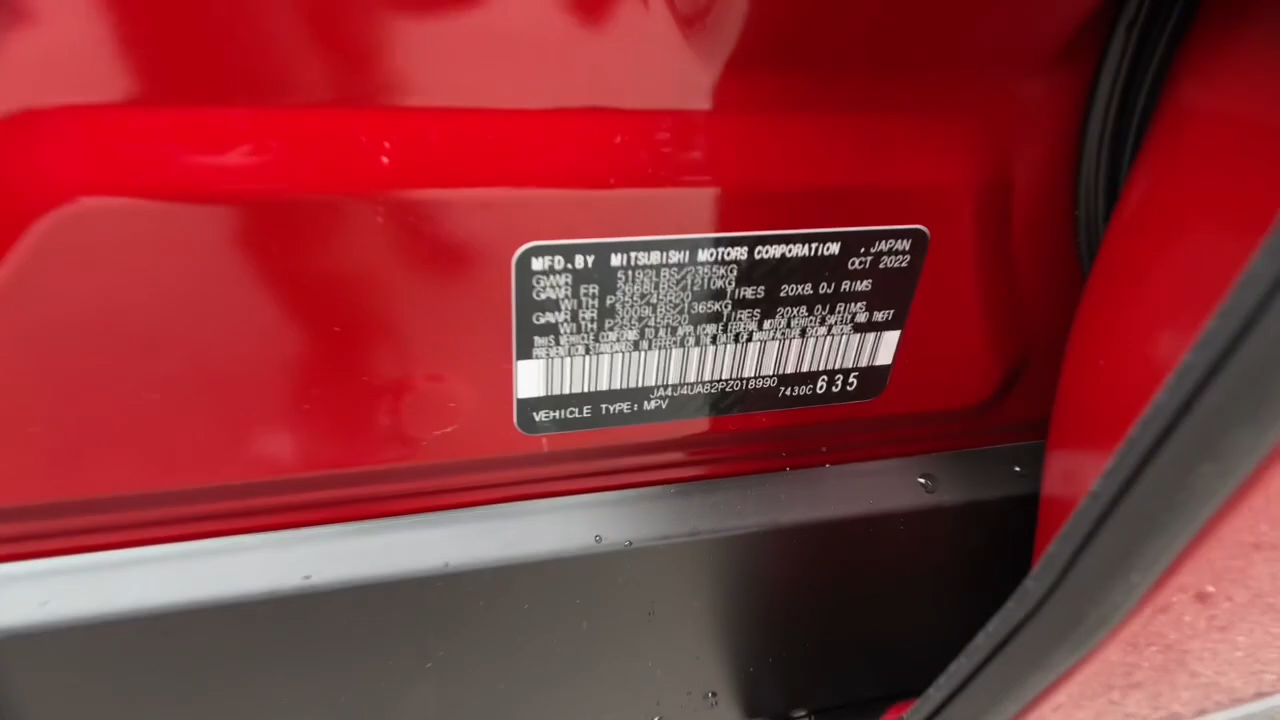 MFD.BY MITSUBISHI MOTORS CORPORATION , JAPAN
OCT 2022
GVWR 5192LBS/2355KG
GAWR FR 2668LBS/1210KG
WITH P255/45R20 TIRES 20X8.0J RIMS
GAWR RR 3009LBS/1365KG
WITH P255/45R20 TIRES 20X8.0J RIMS
THIS VEHICLE CONFORMS TO ALL APPLICABLE FEDERAL MOTOR VEHICLE SAFETY AND THEFT
PREVENTION STANDARDS IN EFFECT ON THE DATE OF MANUFACTURE SHOWN ABOVE.
JA4J4UA82PZ018990 7430C 635
VEHICLE TYPE: MPV